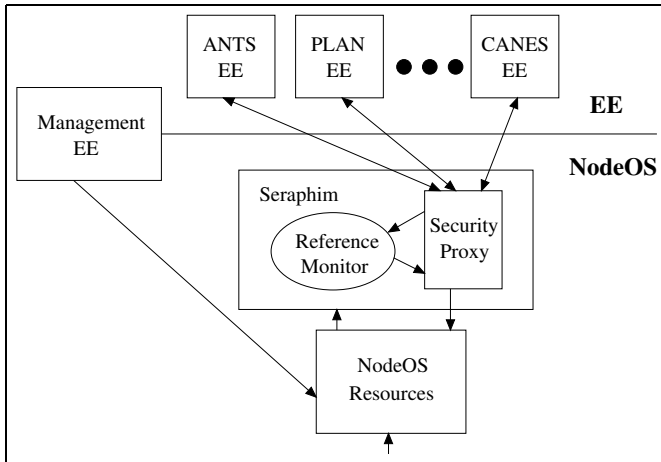 ANTS
EE
PLAN
EE
CANES
EE
Management
EE
EE
NodeOS
Seraphim
Reference
Monitor
Security
Proxy
NodeOS
Resources